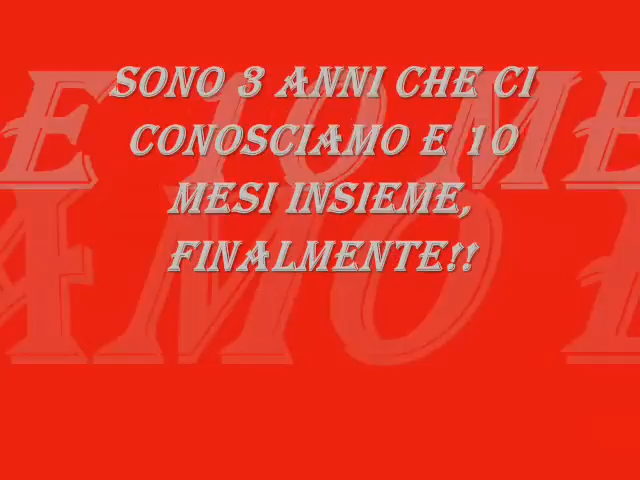 SONO 3 ANNI CHE CI
CONOSCIAMO E 10
MESI INSIEME,
FINALMENTE!!